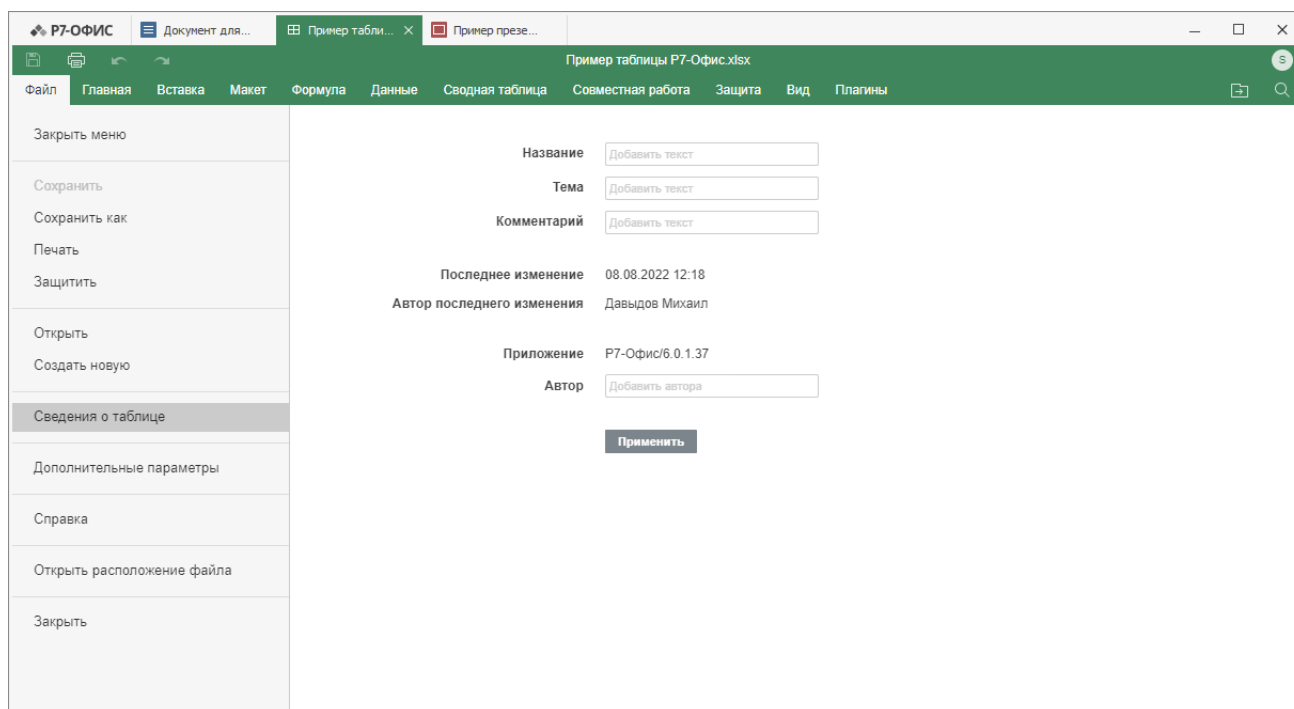 Р7-ОФИС Документ для... Пример табли... Пример презе...
Пример таблицы Р7-Офис.xlsx S
Файл Главная Вставка Макет Формула Данные Сводная таблица Совместная работа Защита Вид Плагины
Закрыть меню
Название Добавить текст
Сохранить Тема Добавить текст
Сохранить как Комментарий Добавить текст
Печать
Защитить Последнее изменение 08.08.2022 12:18
Автор последнего изменения Давыдов Михаил
Открыть
Создать новую Приложение Р7-Офис/6.0.1.37
Автор Добавить автора
Сведения о таблице
Применить
Дополнительные параметры
Справка
Открыть расположение файла
Закрыть